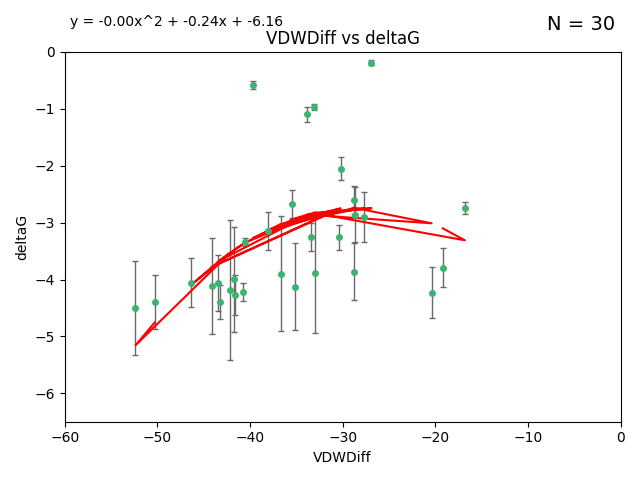 y = -0.00x^2 + -0.24x + -6.16
N = 30
VDWDiff vs deltaG
0
−1
−2
−3
−4
−5
−6
deltaG
−60 −50 −40 −30 −20 −10 0
VDWDiff